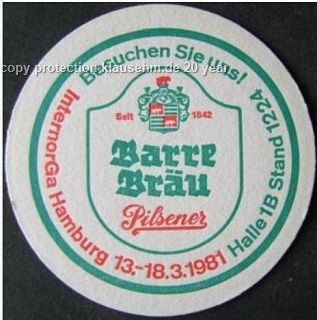 Besuchen Sie uns!
copy protection klausehm.de 20 year
Seit 1842
Barre
Bräu
Pilsener
InternorGa Hamburg 13.-18.3.1981 Halle 1B Stand 1224